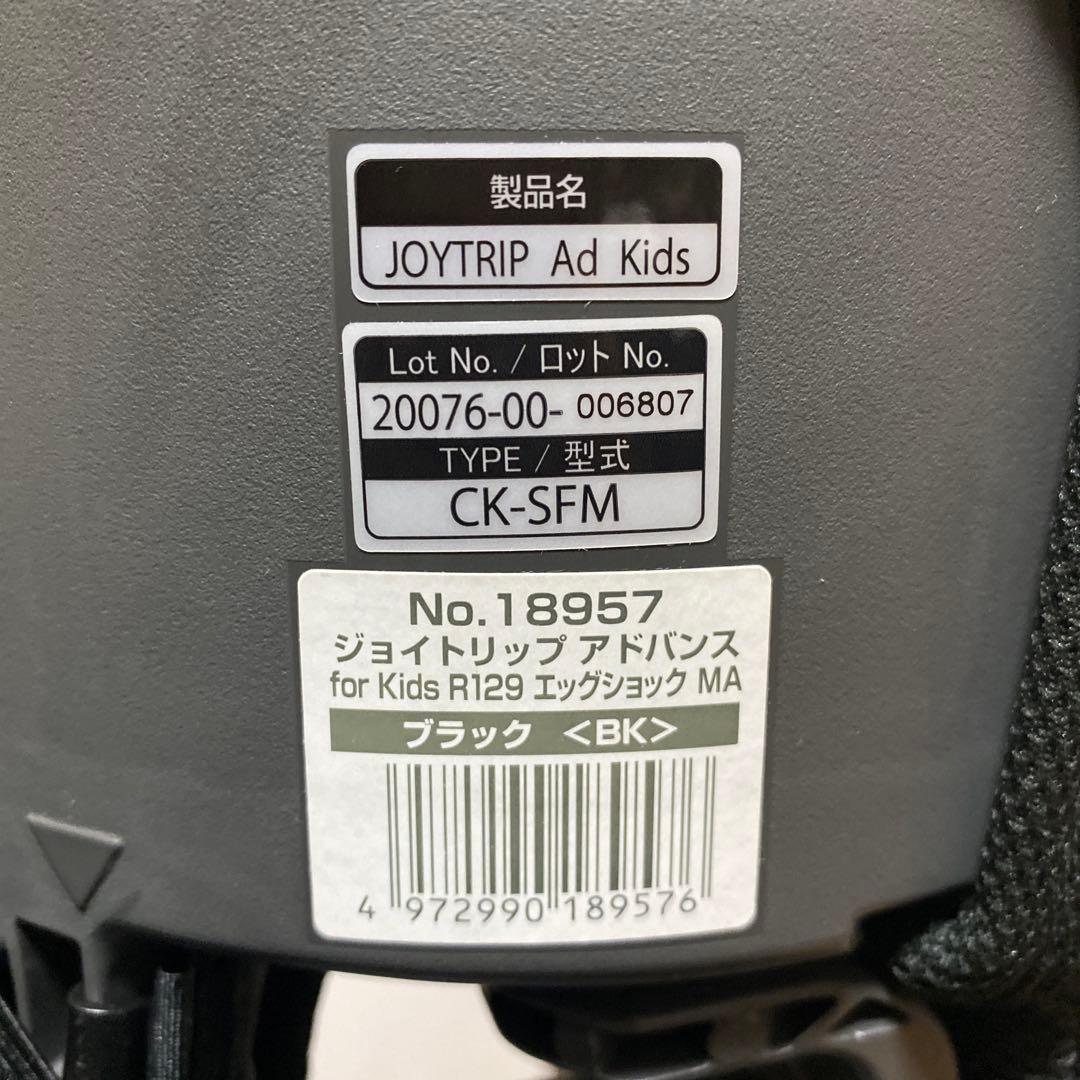 製品名
JOYTRIP Ad Kids
Lot No. / ロット No.
20076-00- 006807
TYPE / 型式
CK-SFM
No.18957
ジョイトリップ アドバンス
for Kids R129 エッグショック MA
ブラック <BK>
4 972990 189576